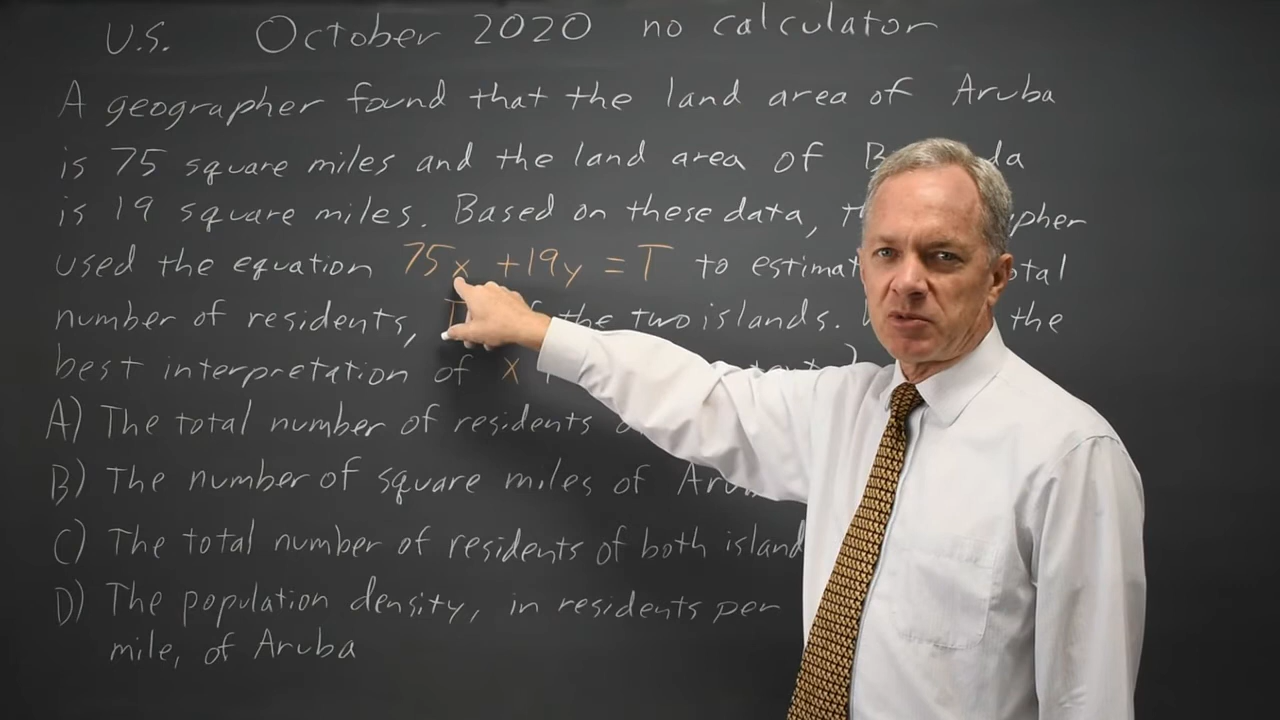 U.S. October 2020 no calculator
A geographer found that the land area of Aruba
is 75 square miles and the land area of
is 19 square miles. Based on these data,
used the equation 75x + 19y = T to
number of residents, the two islands. the
best interpretation of x
A) The total number of residents
B) The number of square miles of
C) The total number of residents of both
D) The population density, in residents per
mile, of Aruba